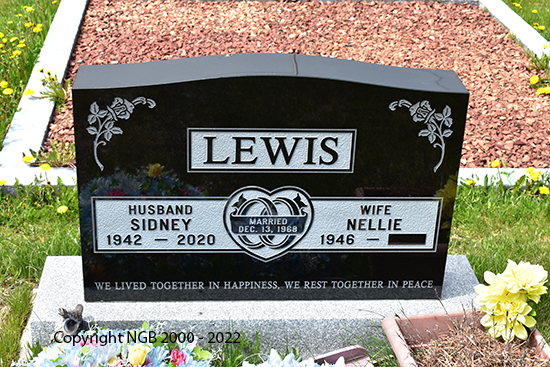 LEWIS
HUSBAND
SIDNEY
1942 — 2020
MARRIED
DEC. 13, 1968
WIFE
NELLIE
1946 —
WE LIVED TOGETHER IN HAPPINESS, WE REST TOGETHER IN PEACE.
Copyright NGB 2000 - 2022